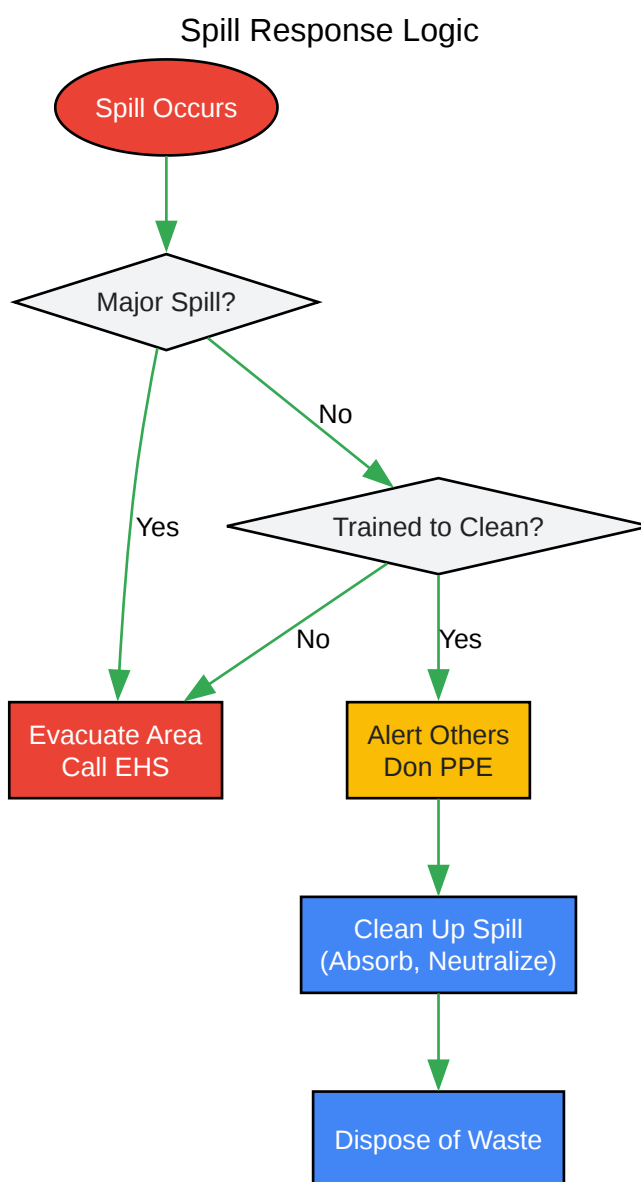 Spill Response Logic
Spill Occurs
Major Spill?
No
Yes
Trained to Clean?
No
Yes
Evacuate Area
Call EHS
Alert Others
Don PPE
Clean Up Spill
(Absorb, Neutralize)
Dispose of Waste